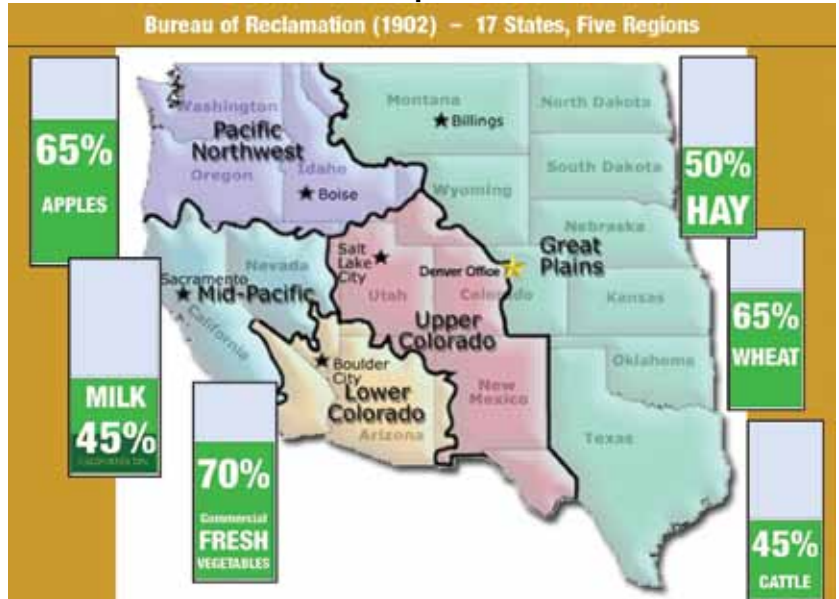 Bureau of Reclamation (1902) – 17 States, Five Regions
65%
APPLES
MILK
45%
70%
Commercial
FRESH
VEGETABLES
Washington
Pacific
Northwest
Oregon
Idaho
Boise
Montana
Billings
North Dakota
South Dakota
Wyoming
Nebraska
Great
Plains
Denver Office
Colorado
Kansas
Oklahoma
Texas
Salt
Lake
City
Utah
Upper
Colorado
New
Mexico
Nevada
Sacramento
Mid-Pacific
California
Boulder
City
Lower
Colorado
Arizona
50%
HAY
65%
WHEAT
45%
CATTLE